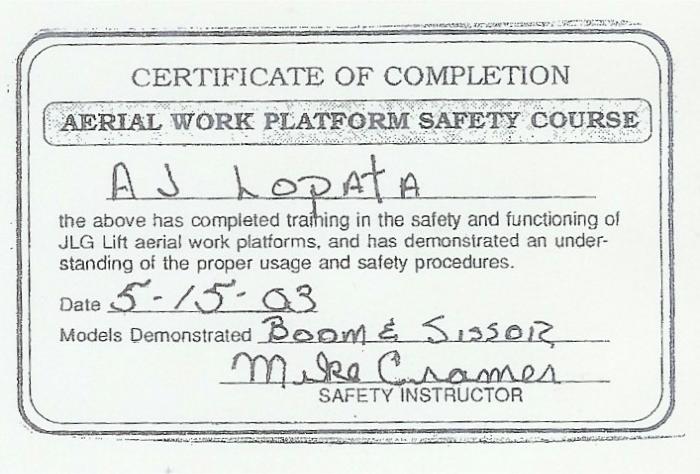 CERTIFICATE OF COMPLETION
AERIAL WORK PLATFORM SAFETY COURSE
AJ LOPATA
the above has completed training in the safety and functioning of
JLG Lift aerial work platforms, and has demonstrated an under-
standing of the proper usage and safety procedures.
Date 5-15-03
Models Demonstrated Boom & SissoR
Mike Cramer
SAFETY INSTRUCTOR